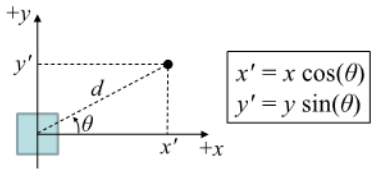 +y
y′
d
θ
x′
+x
x′ = x cos(θ)
y′ = y sin(θ)